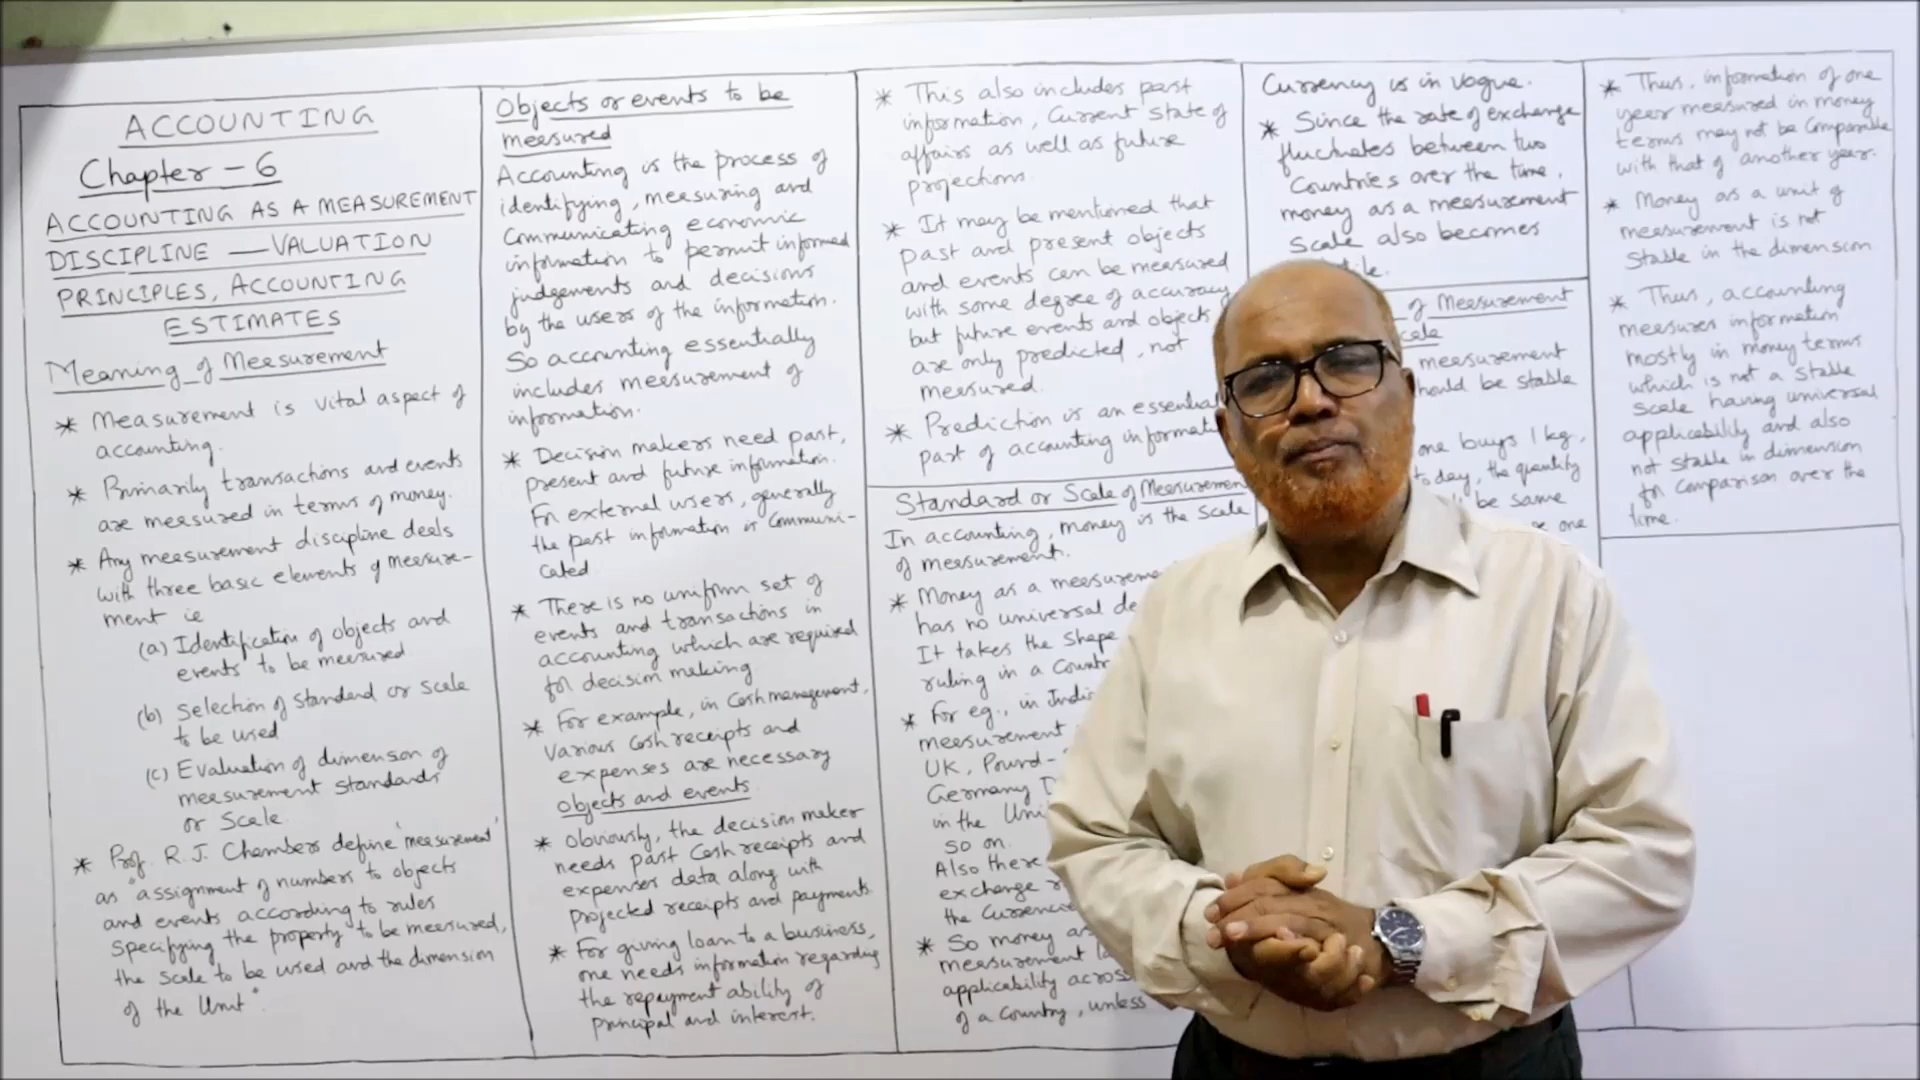 ACCOUNTING
Chapter - 6
ACCOUNTING AS A MEASUREMENT
DISCIPLINE — VALUATION
PRINCIPLES, ACCOUNTING
ESTIMATES
Meaning of Measurement
* Measurement is vital aspect of
accounting.
* Primarily transactions and events
are measured in terms of money.
* Any measurement discipline deals
with three basic elements of measure-
ment ie
(a) Identification of objects and
events to be measured
(b) Selection of standard or scale
to be used
(c) Evaluation of dimension of
measurement standards
or scale.
* Prof. R.J. Chambers define 'measurement'
as "assignment of numbers to objects
and events according to rules
specifying the property to be measured,
the scale to be used and the dimension
of the Unit".
Objects or events to be
measured
Accounting is the process of
identifying, measuring and
communicating economic
information to permit informed
judgements and decisions
by the users of the information.
So accounting essentially
includes measurement of
information.
* Decision makers need past,
present and future information.
For external users, generally
the past information is communi-
cated
* There is no uniform set of
events and transactions in
accounting which are required
for decision making
* For example, in Cash management,
various cash receipts and
expenses are necessary
objects and events
* Obviously, the decision maker
needs past cash receipts and
expenses data along with
projected receipts and payments.
* For giving loan to a business,
one needs information regarding
the repayment ability of
principal and interest.
* This also includes past
information, Current state of
affairs as well as future
projections.
* It may be mentioned that
past and present objects
and events can be measured
with some degree of accuracy
but future events and objects
are only predicted, not
measured.
* Prediction is an essential
part of accounting
Standard or Scale of Measurement
In accounting, money is the scale
of measurement.
* Money as a
has no universal
It takes the shape
ruling in a
* For eg., in
measurement
UK, Pound-
Germany
in the
so on.
Also there
exchange
the
* So money
measurement
applicability
of a country, unless
Currency is in vogue.
* Since the rate of exchange
fluctuates between two
Countries over the time,
money as a measurement
scale also becomes
of Measurement
measurement
be stable
one buys 1 kg,
day, the quantity
be same
one
* Thus, information of one
year measured in money
terms may not be Comparable
with that of another year.
* Money as a unit of
measurement is not
stable in the dimension
* Thus, accounting
measures information
mostly in money terms
which is not a stable
scale having universal
applicability and also
not stable in dimension
for comparison over the
time.